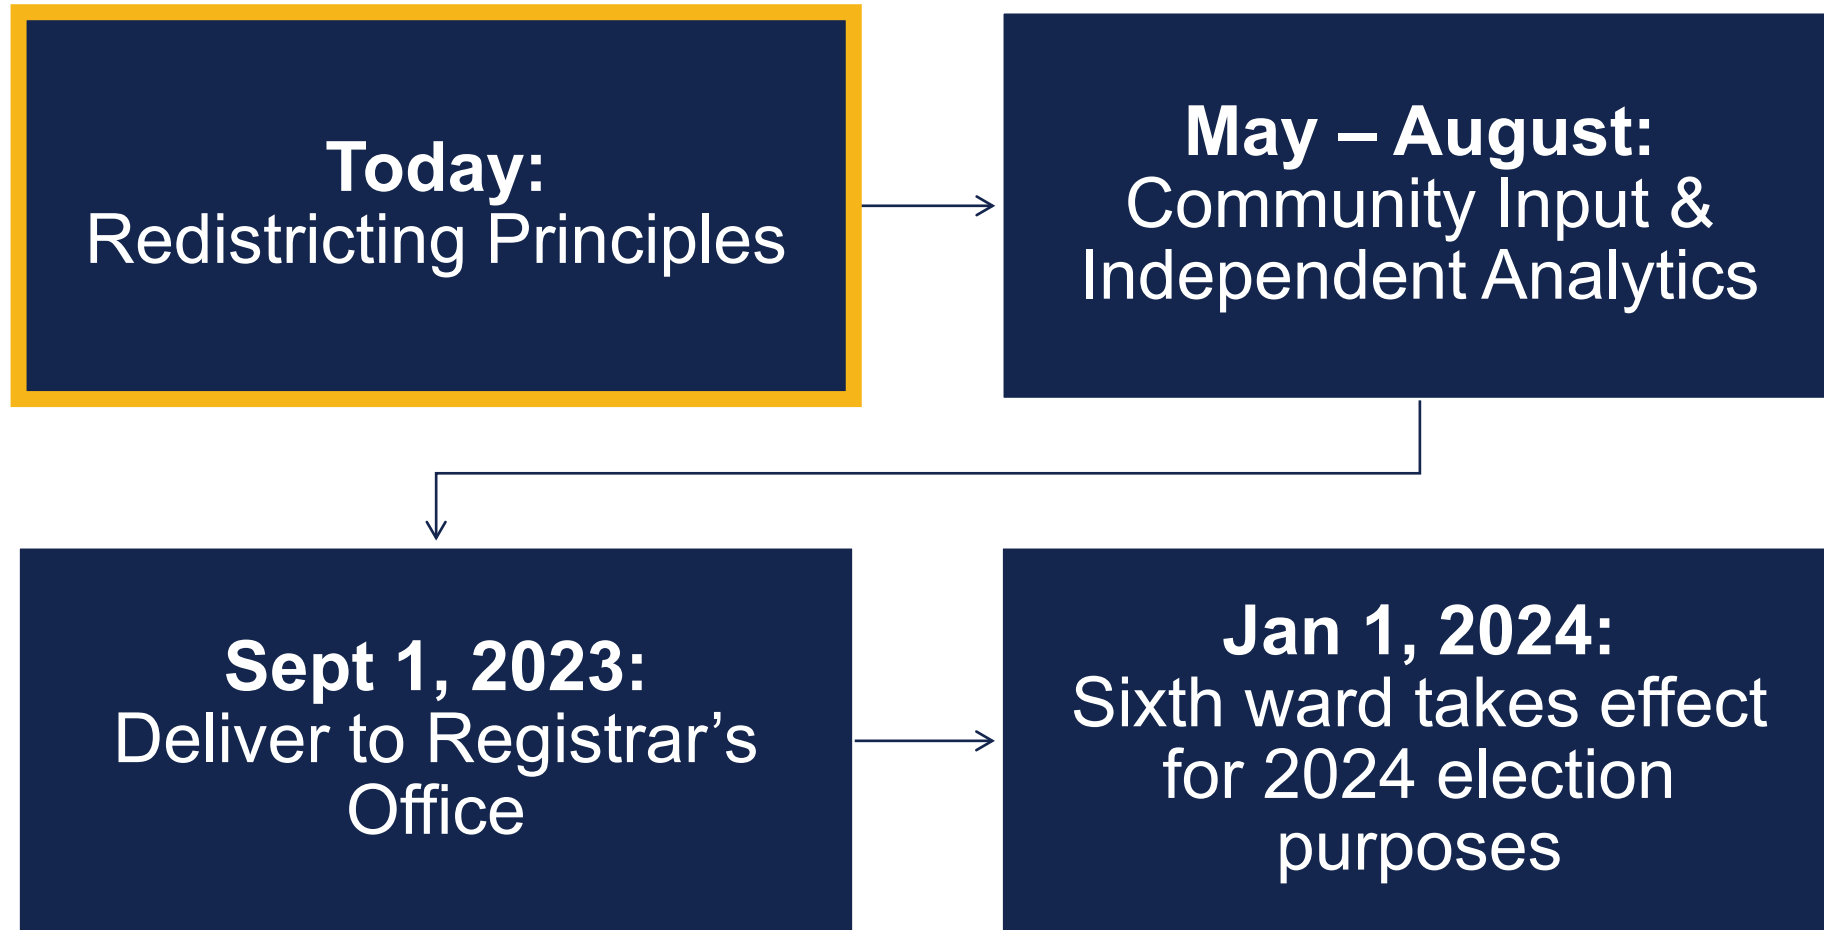 Today:
Redistricting Principles
May – August:
Community Input &
Independent Analytics
Sept 1, 2023:
Deliver to Registrar’s
Office
Jan 1, 2024:
Sixth ward takes effect
for 2024 election
purposes